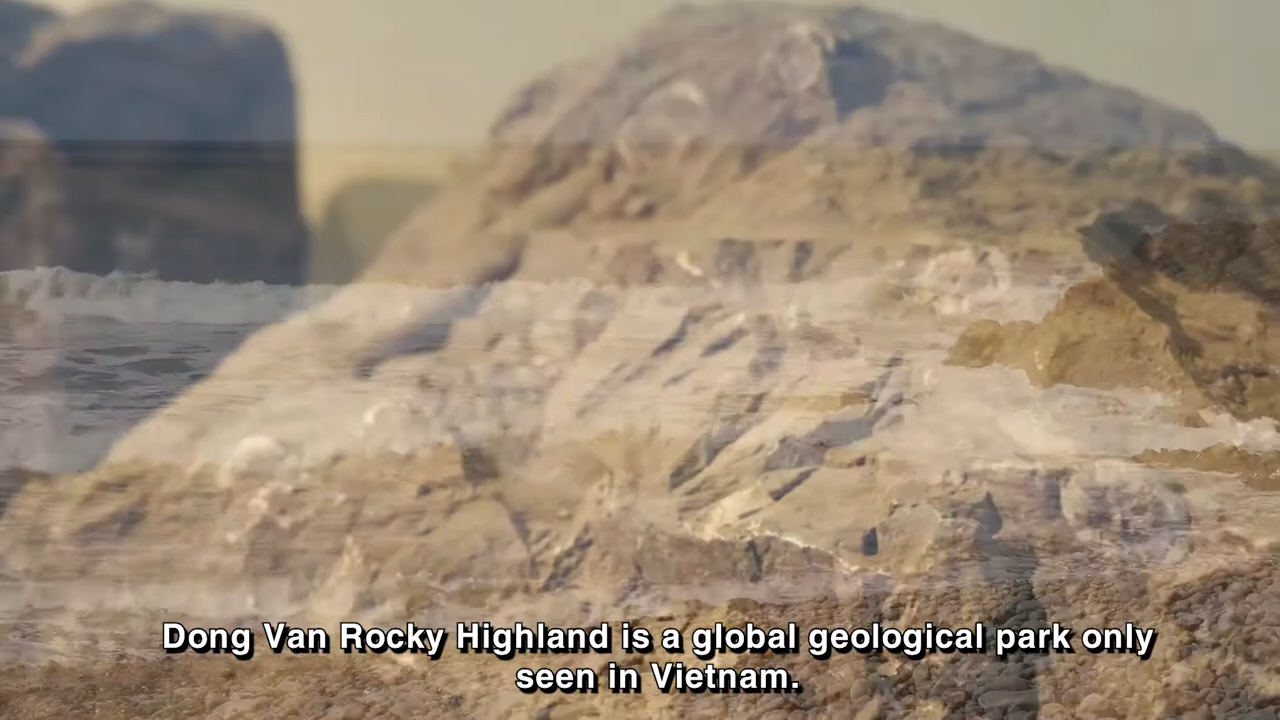 Dong Van Rocky Highland is a global geological park only
seen in Vietnam.